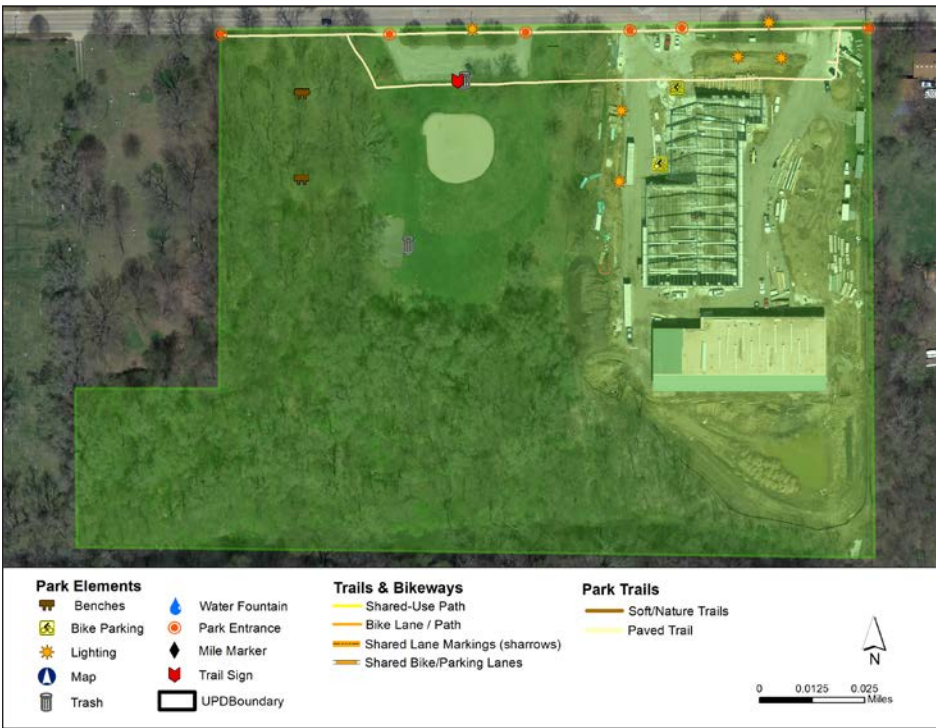 Park Elements
Benches
Bike Parking
Lighting
Map
Trash
Water Fountain
Park Entrance
Mile Marker
Trail Sign
UPDBoundary
Trails & Bikeways
Shared-Use Path
Bike Lane / Path
Shared Lane Markings (sharrows)
Shared Bike/Parking Lanes
Park Trails
Soft/Nature Trails
Paved Trail
N
0 0.0125 0.025
Miles